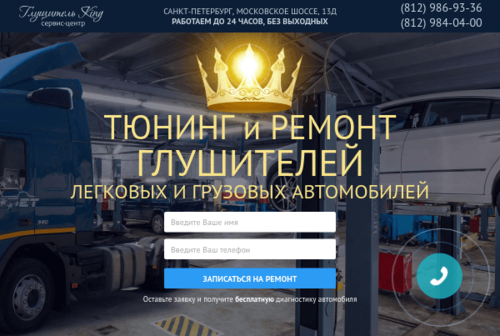 Глушитель King
сервис-центр
САНКТ-ПЕТЕРБУРГ, МОСКОВСКОЕ ШОССЕ, 13Д
РАБОТАЕМ ДО 24 ЧАСОВ, БЕЗ ВЫХОДНЫХ
(812) 986-93-36
(812) 984-04-00
ТЮНИНГ и РЕМОНТ
ГЛУШИТЕЛЕЙ
ЛЕГКОВЫХ И ГРУЗОВЫХ АВТОМОБИЛЕЙ
Введите Ваше имя
Введите Ваш телефон
ЗАПИСАТЬСЯ НА РЕМОНТ
Оставьте заявку и получите бесплатную диагностику автомобиля